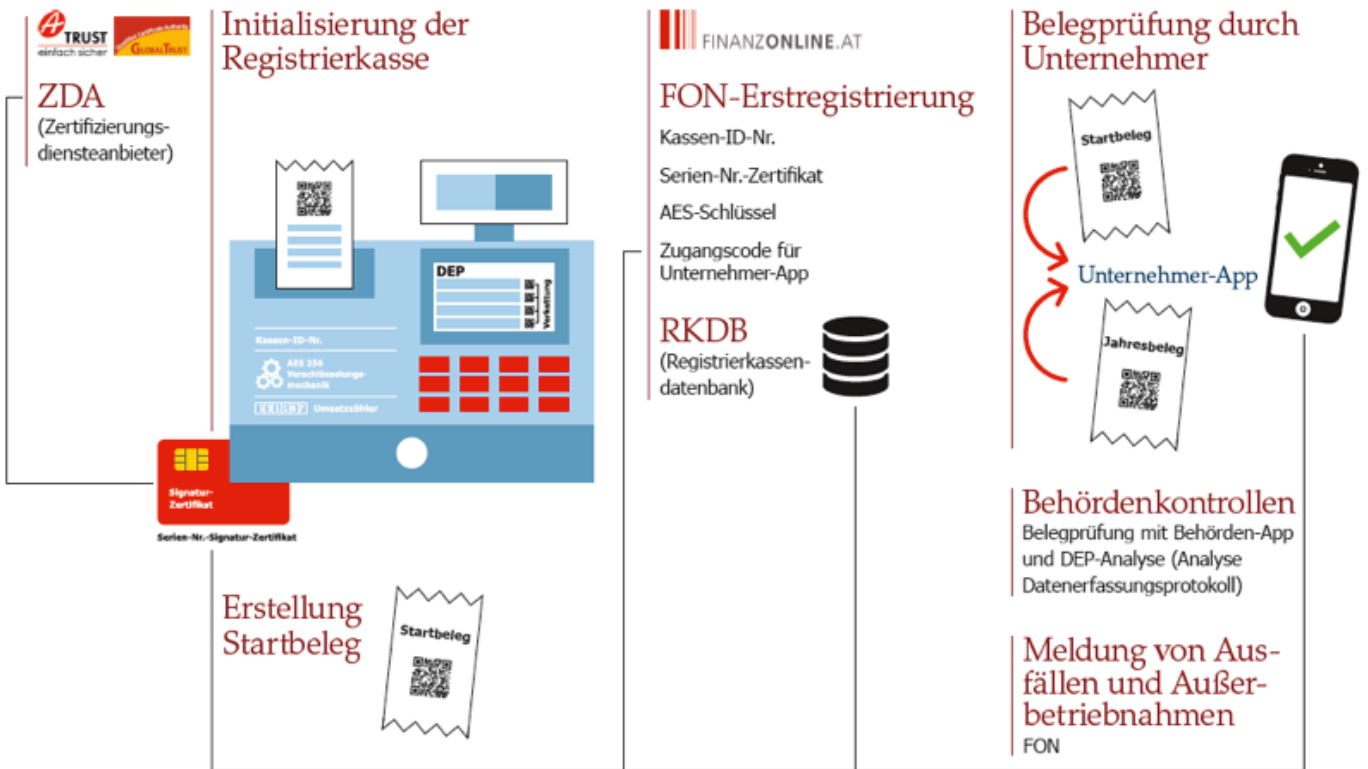 A TRUST
einfach sicher
GLOBALTRUST
ZDA
(Zertifizierungs-
diensteanbieter)
Initialisierung der
Registrierkasse
DEP
Verkettung
Kassen-ID-Nr.
AES 256
Verschlüsselungs-
mechanik
Umsatzzähler
Signatur-
Zertifikat
Serien-Nr.-Signatur-Zertifikat
Erstellung
Startbeleg
Startbeleg
FINANZONLINE.AT
FON-Erstregistrierung
Kassen-ID-Nr.
Serien-Nr.-Zertifikat
AES-Schlüssel
Zugangscode für
Unternehmer-App
RKDB
(Registrierkassen-
datenbank)
Belegprüfung durch
Unternehmer
Startbeleg
Unternehmer-App
Jahresbeleg
Behördenkontrollen
Belegprüfung mit Behörden-App
und DEP-Analyse (Analyse
Datenerfassungsprotokoll)
Meldung von Aus-
fällen und Außer-
betriebnahmen
FON